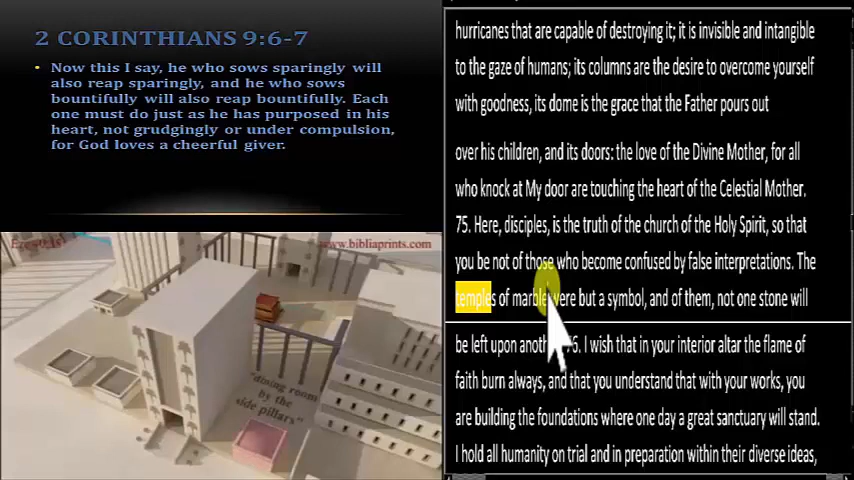 2 CORINTHIANS 9:6-7
• Now this I say, he who sows sparingly will
also reap sparingly, and he who sows
bountifully will also reap bountifully. Each
one must do just as he has purposed in his
heart, not grudgingly or under compulsion,
for God loves a cheerful giver.
www.bibliaprints.com
"dining room
by the
side pillars"
hurricanes that are capable of destroying it; it is invisible and intangible
to the gaze of humans; its columns are the desire to overcome yourself
with goodness, its dome is the grace that the Father pours out
over his children, and its doors: the love of the Divine Mother, for all
who knock at My door are touching the heart of the Celestial Mother.
75. Here, disciples, is the truth of the church of the Holy Spirit, so that
you be not of those who become confused by false interpretations. The
temples of marble were but a symbol, and of them, not one stone will
be left upon another. 76. I wish that in your interior altar the flame of
faith burn always, and that you understand that with your works, you
are building the foundations where one day a great sanctuary will stand.
I hold all humanity on trial and in preparation within their diverse ideas,